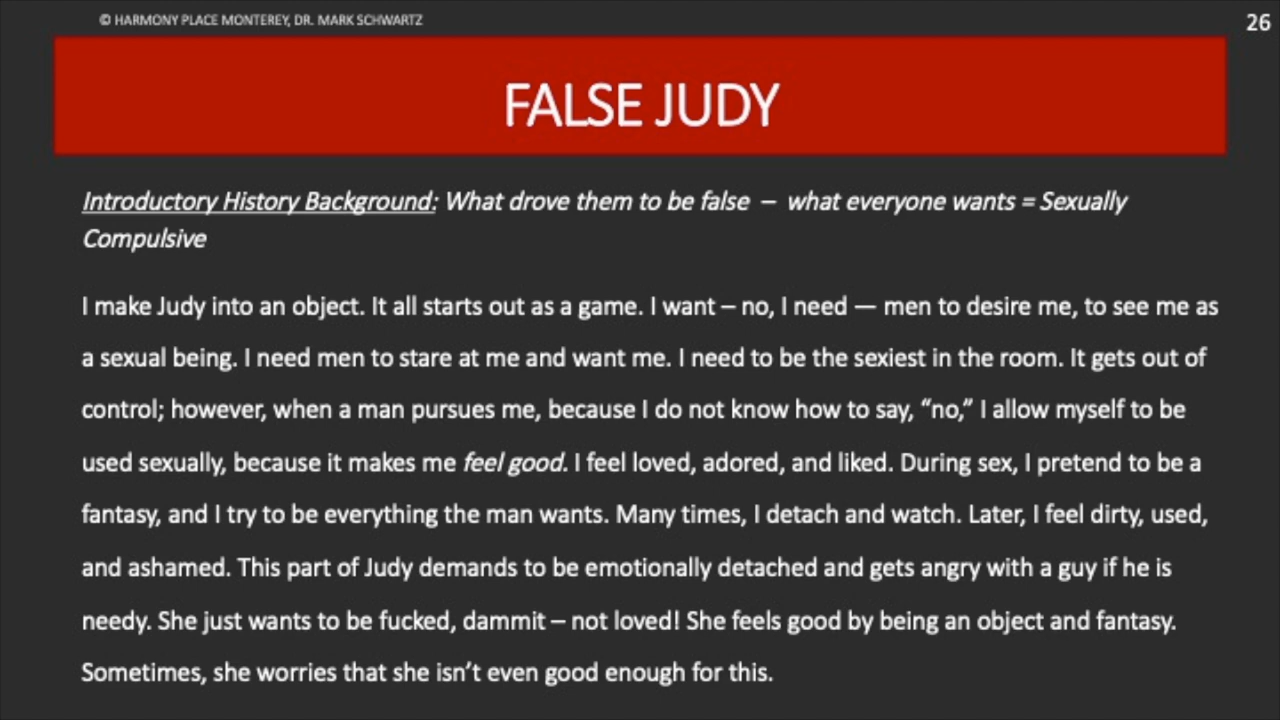 © HARMONY PLACE MONTEREY, DR. MARK SCHWARTZ
26
FALSE JUDY
Introductory History Background: What drove them to be false – what everyone wants = Sexually
Compulsive
I make Judy into an object. It all starts out as a game. I want – no, I need — men to desire me, to see me as
a sexual being. I need men to stare at me and want me. I need to be the sexiest in the room. It gets out of
control; however, when a man pursues me, because I do not know how to say, “no,” I allow myself to be
used sexually, because it makes me feel good. I feel loved, adored, and liked. During sex, I pretend to be a
fantasy, and I try to be everything the man wants. Many times, I detach and watch. Later, I feel dirty, used,
and ashamed. This part of Judy demands to be emotionally detached and gets angry with a guy if he is
needy. She just wants to be fucked, dammit – not loved! She feels good by being an object and fantasy.
Sometimes, she worries that she isn’t even good enough for this.